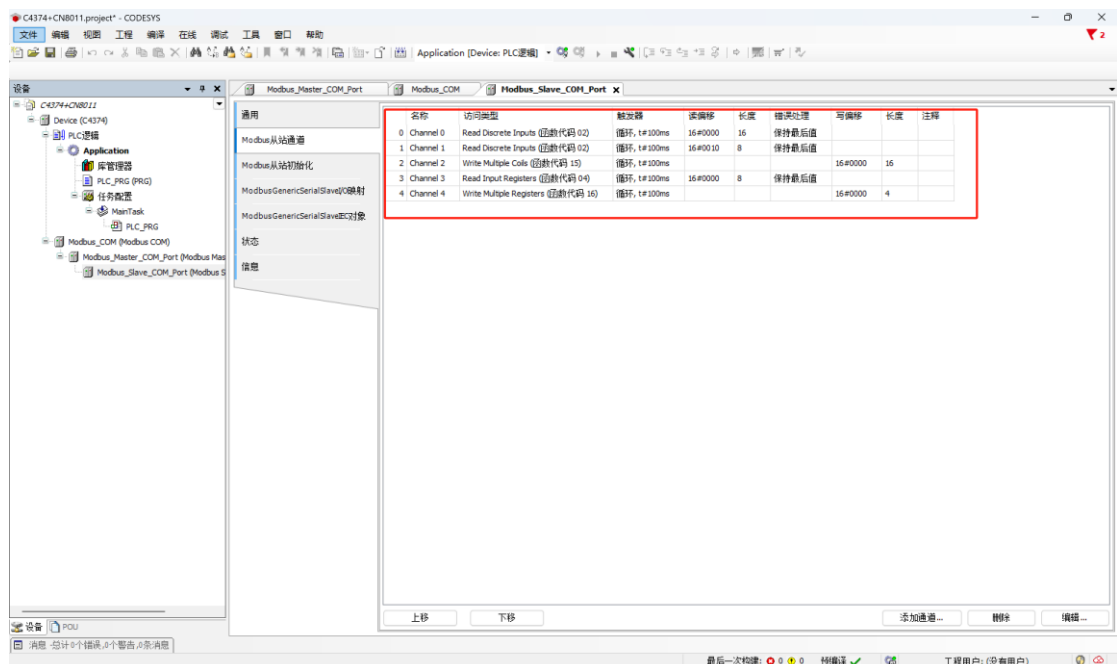 C4374+CN8011.project* - CODESYS
文件 编辑 视图 工程 编译 在线 调试 工具 窗口 帮助
2
Application [Device: PLC逻辑]
设备
Modbus_Master_COM_Port
Modbus_COM
Modbus_Slave_COM_Port
C4374+CN8011
Device (C4374)
PLC逻辑
Application
库管理器
PLC_PRG (PRG)
任务配置
MainTask
PLC_PRG
Modbus_COM (Modbus COM)
Modbus_Master_COM_Port (Modbus Mas
Modbus_Slave_COM_Port (Modbus S
通用
Modbus从站通道
Modbus从站初始化
ModbusGenericSerialSlaveI/O映射
ModbusGenericSerialSlaveIEC对象
状态
信息
名称 访问类型 触发器 读偏移 长度 错误处理 写偏移 长度 注释
0 Channel 0 Read Discrete Inputs (函数代码 02) 循环, t#100ms 16#0000 16 保持最后值
1 Channel 1 Read Discrete Inputs (函数代码 02) 循环, t#100ms 16#0010 8 保持最后值
2 Channel 2 Write Multiple Coils (函数代码 15) 循环, t#100ms 16#0000 16
3 Channel 3 Read Input Registers (函数代码 04) 循环, t#100ms 16#0000 8 保持最后值
4 Channel 4 Write Multiple Registers (函数代码 16) 循环, t#100ms 16#0000 4
上移 下移 添加通道... 删除 编辑...
设备 POU
消息 -总计0个错误,0个警告,0条消息
最后一次构建: 0 0 预编译 工程用户: (没有用户)